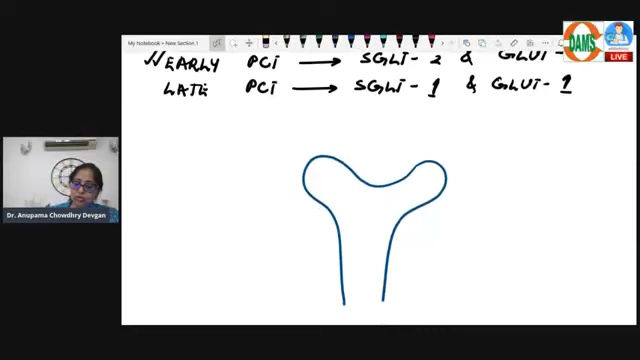 My Notebook » New Section 1
EARLY PCT → SGLT-2 & GLUT-
LATE PCT → SGLT-1 & GLUT-1
Dr. Anupama Chowdhry Devgan
DAMS
LIVE